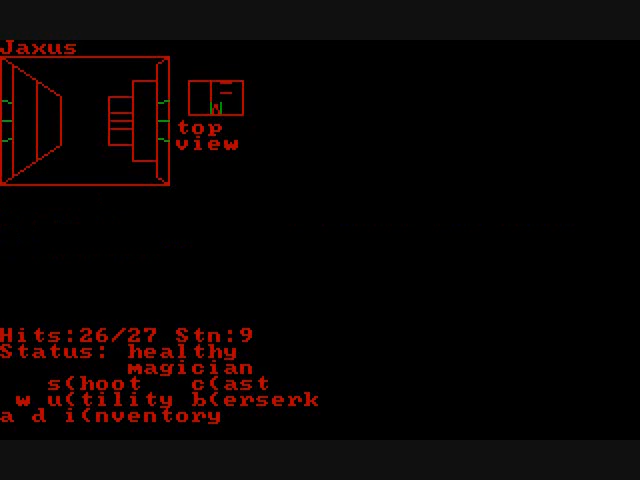 Jaxus
top
view
Hits:26/27 Stn:9
Status: healthy
magician
s(hoot c(ast
w u(tility b(erserk
a d i(nventory